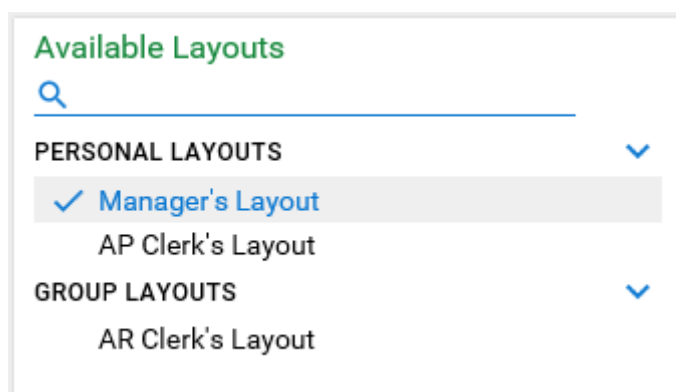 Available Layouts
PERSONAL LAYOUTS
Manager's Layout
AP Clerk's Layout
GROUP LAYOUTS
AR Clerk's Layout